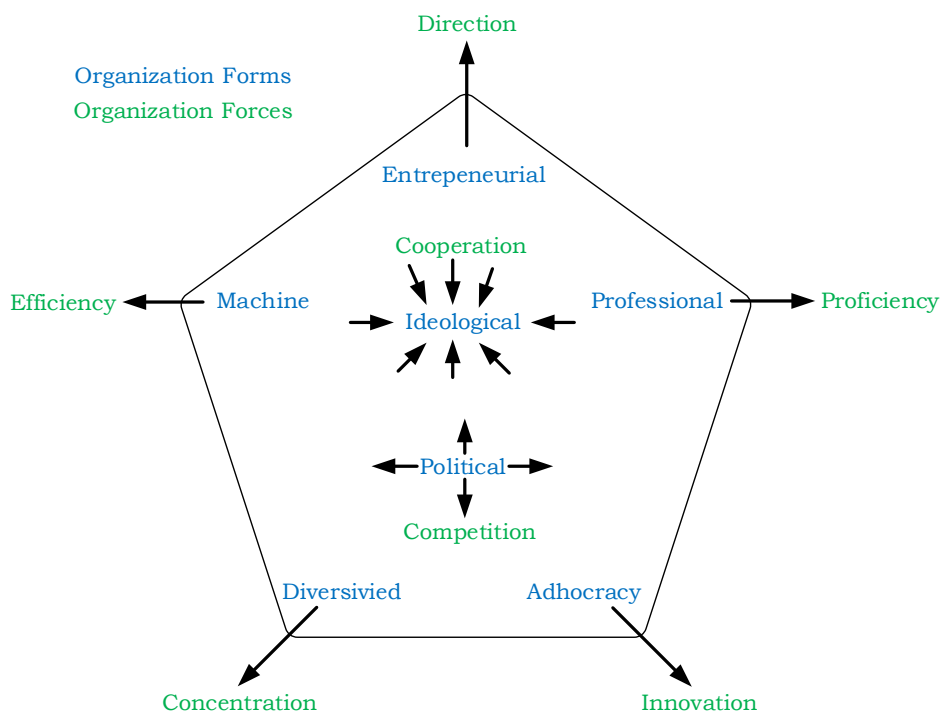 Direction
Organization Forms
Organization Forces
Entrepeneurial
Cooperation
Efficiency
Machine
Professional
Proficiency
Ideological
Political
Competition
Diversivied
Adhocracy
Concentration
Innovation